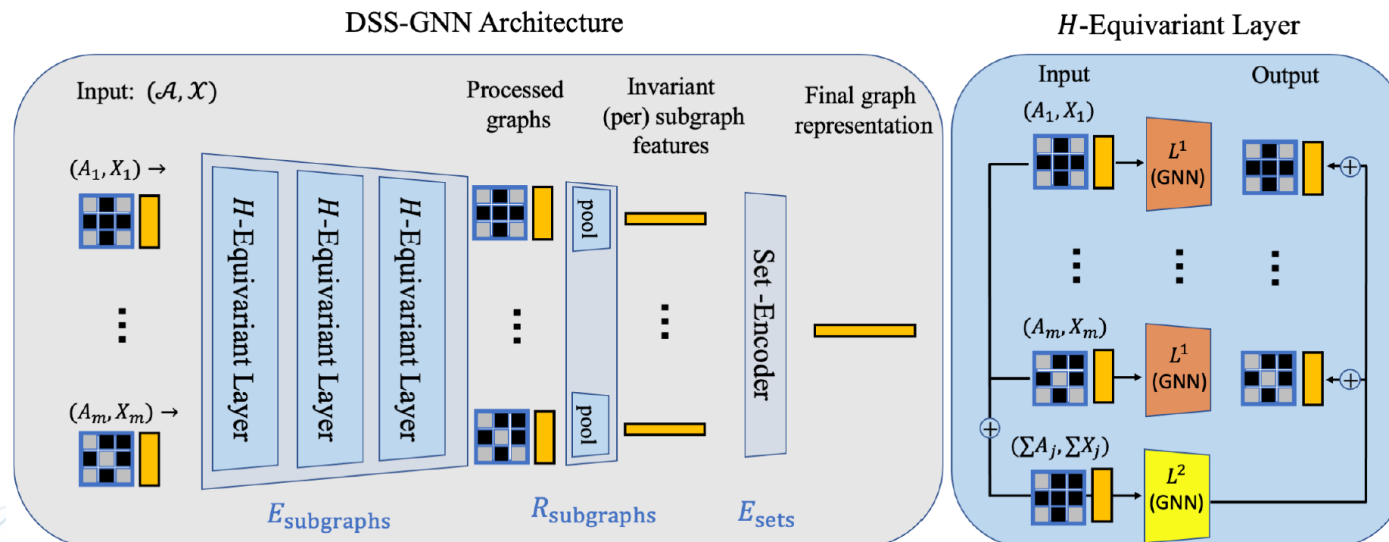 DSS-GNN Architecture
Input: (𝒜, 𝒳)
Processed
graphs
Invariant
(per) subgraph
features
Final graph
representation
(A₁, X₁) →
(Aₘ, Xₘ) →
H-Equivariant Layer
H-Equivariant Layer
H-Equivariant Layer
pool
pool
Set -Encoder
E_subgraphs
R_subgraphs
E_sets
H-Equivariant Layer
Input
Output
(A₁, X₁)
L¹
(GNN)
(Aₘ, Xₘ)
L¹
(GNN)
(∑Aⱼ, ∑Xⱼ)
L²
(GNN)